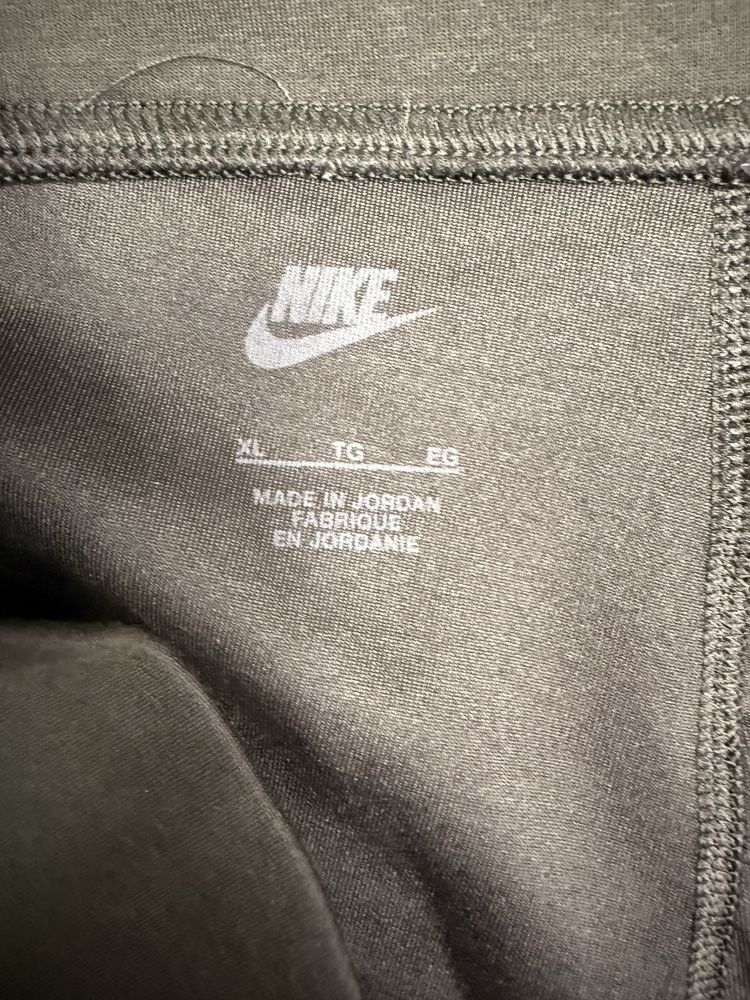 NIKE
XL TG EG
MADE IN JORDAN
FABRIQUE
EN JORDANIE